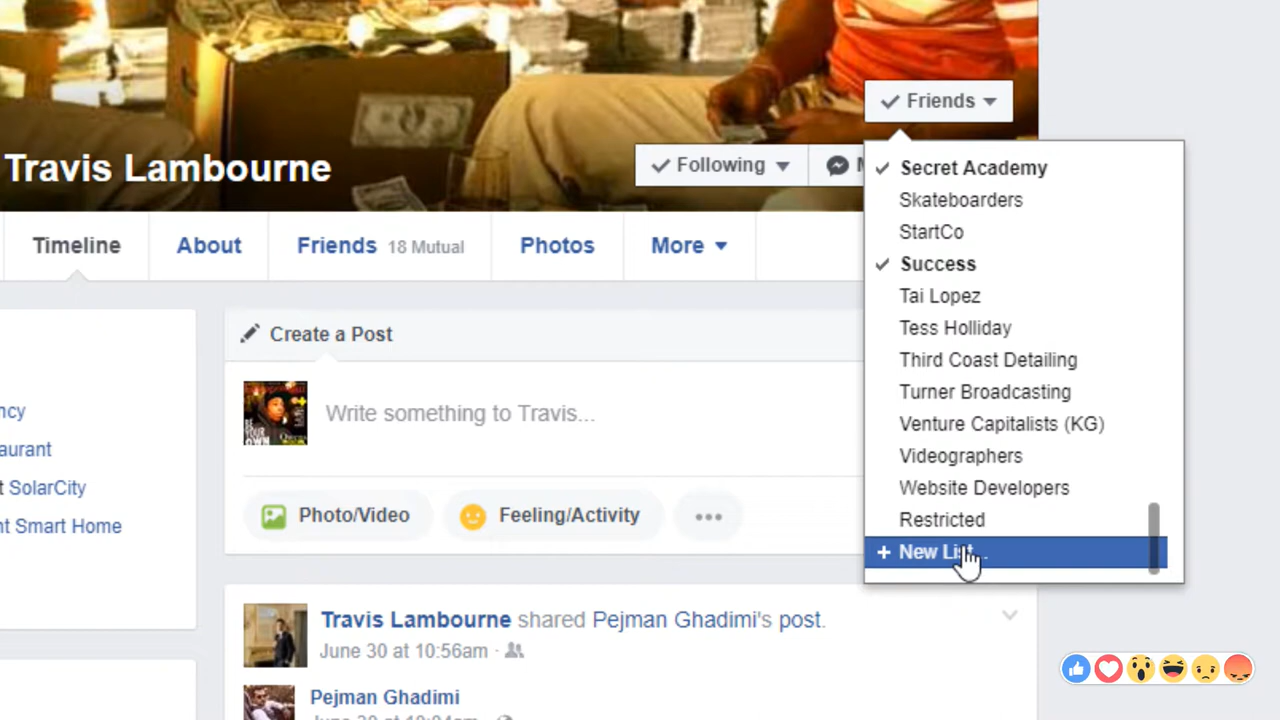 Friends
Travis Lambourne
Following
Timeline
About
Friends 18 Mutual
Photos
More
Secret Academy
Skateboarders
StartCo
Success
Tai Lopez
Tess Holliday
Third Coast Detailing
Turner Broadcasting
Venture Capitalists (KG)
Videographers
Website Developers
Restricted
+ New List...
Create a Post
Write something to Travis...
Photo/Video
Feeling/Activity
SolarCity
Smart Home
Travis Lambourne shared Pejman Ghadimi's post.
June 30 at 10:56am
Pejman Ghadimi